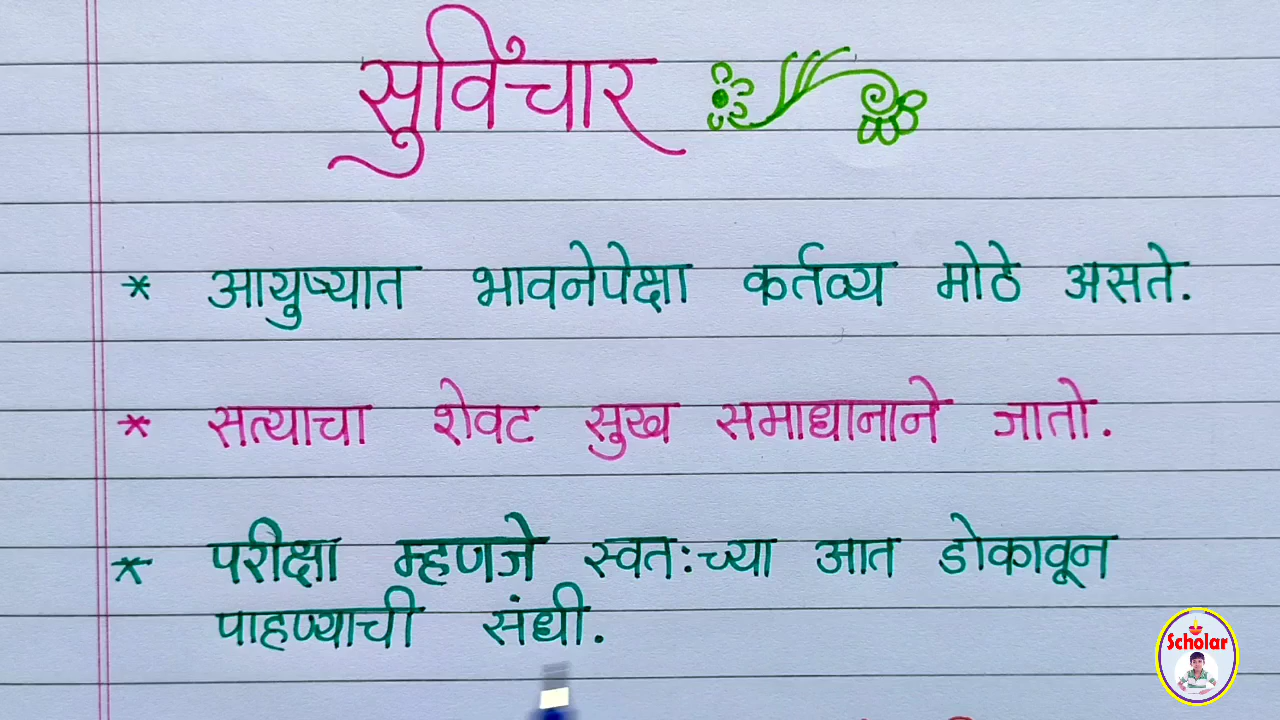 सुविचार
* आयुष्यात भावनेपेक्षा कर्तव्य मोठे असते.
* सत्याचा शेवट सुख समाधानाने जातो.
* परीक्षा म्हणजे स्वत:च्या आत डोकावून
पाहण्याची संधी.
Scholar